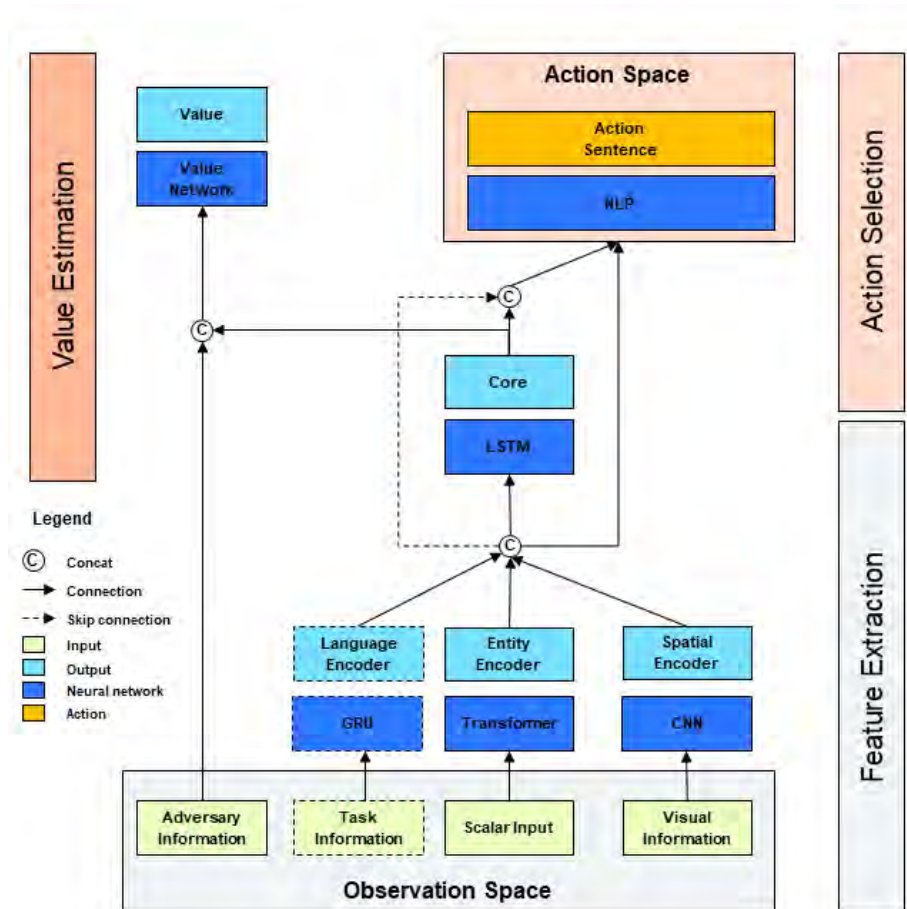 Action Space
Value
Action
Sentence
Value
Network
NLP
Value Estimation
Action Selection
C
C
Core
LSTM
Legend
C
Concat
Connection
Skip connection
Input
Output
Neural network
Action
C
Language
Encoder
Entity
Encoder
Spatial
Encoder
GRU
Transformer
CNN
Feature Extraction
Adversary
Information
Task
Information
Scalar Input
Visual
Information
Observation Space